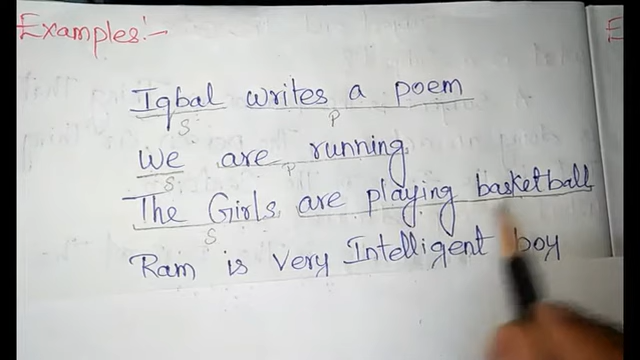 Examples:-
Iqbal writes a poem
S P
We are running
S P
The Girls are playing basketball
S
Ram is Very Intelligent boy